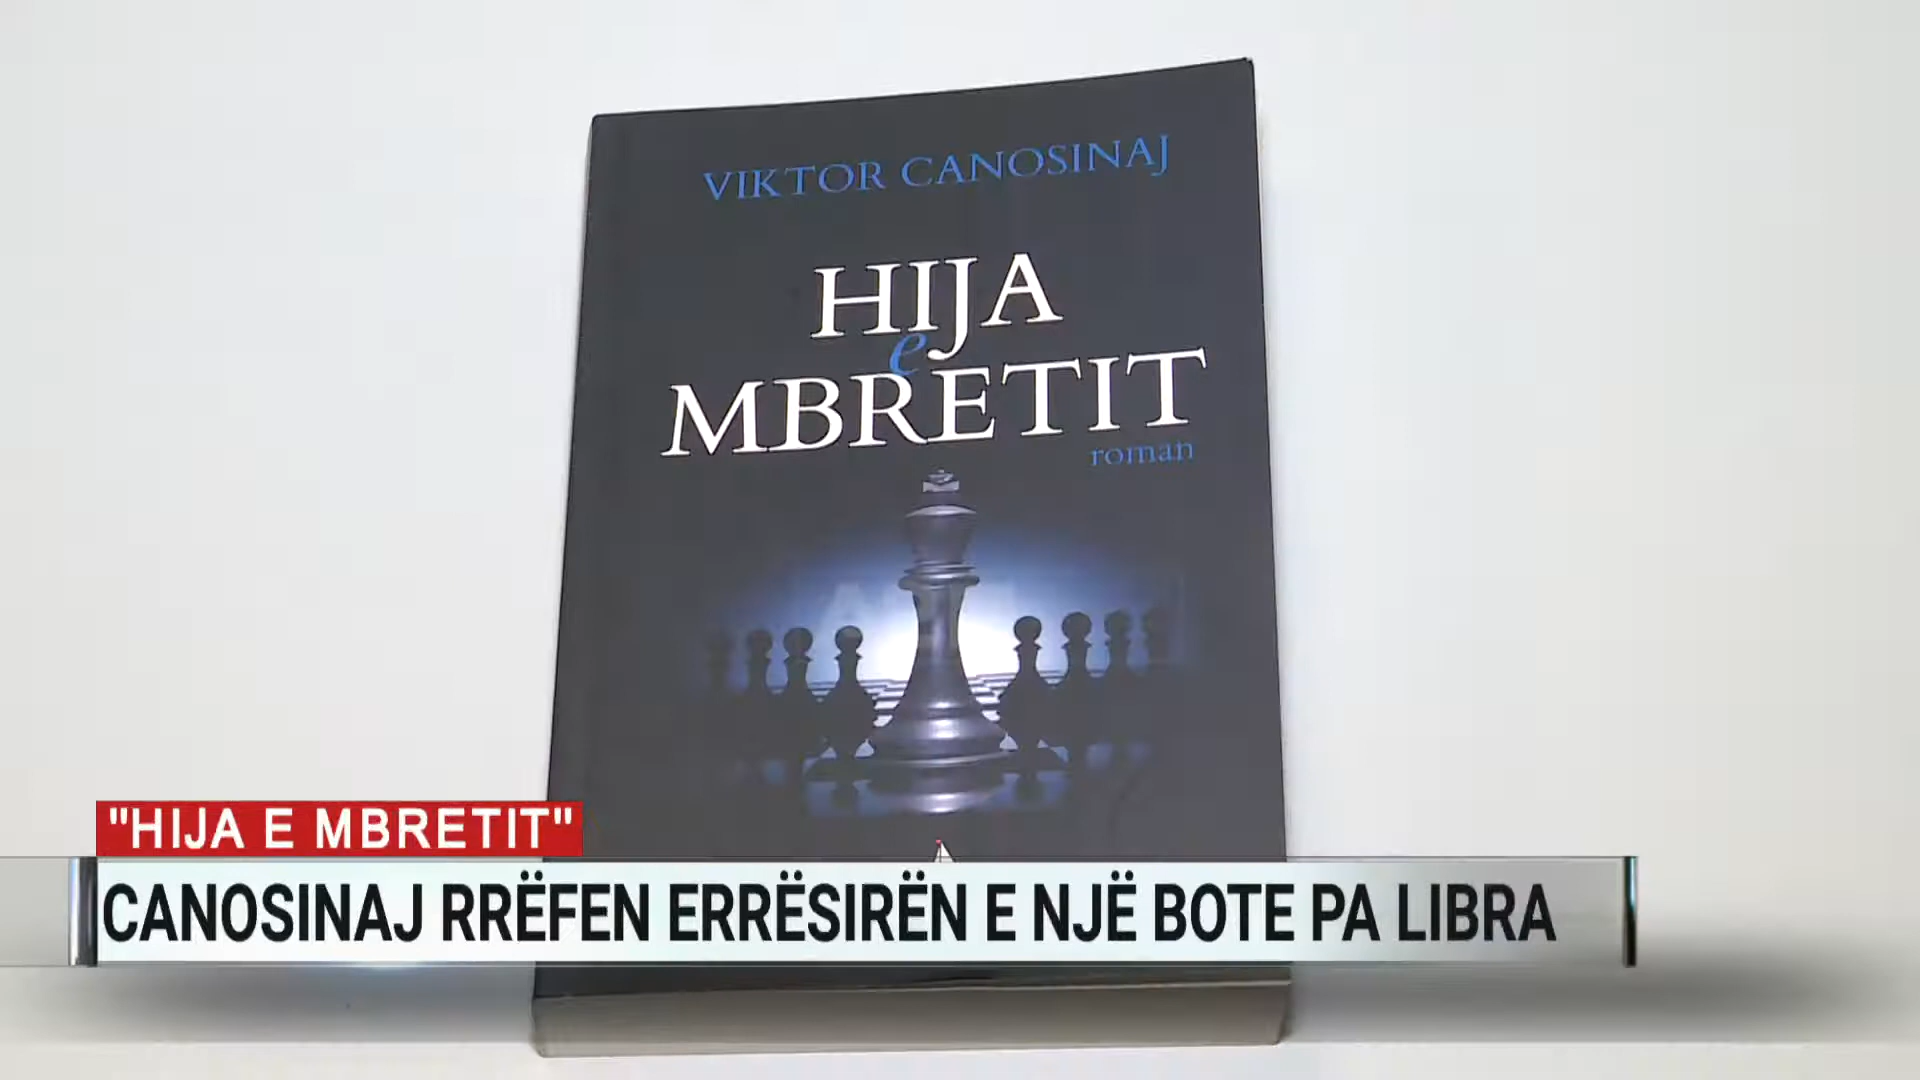 VIKTOR CANOSINAJ
HIJA
e
MBRETIT
roman
"HIJA E MBRETIT"
CANOSINAJ RRËFEN ERRËSIRËN E NJË BOTE PA LIBRA